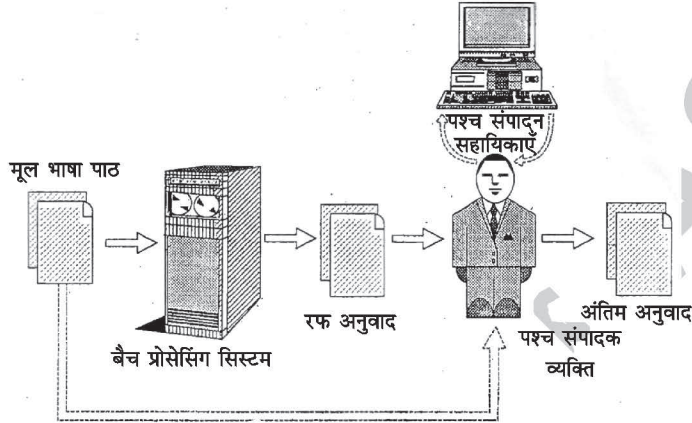 पश्च संपादन
सहायिकाएँ
मूल भाषा पाठ
रफ अनुवाद
अंतिम अनुवाद
बैच प्रोसेसिंग सिस्टम
पश्च संपादक
व्यक्ति